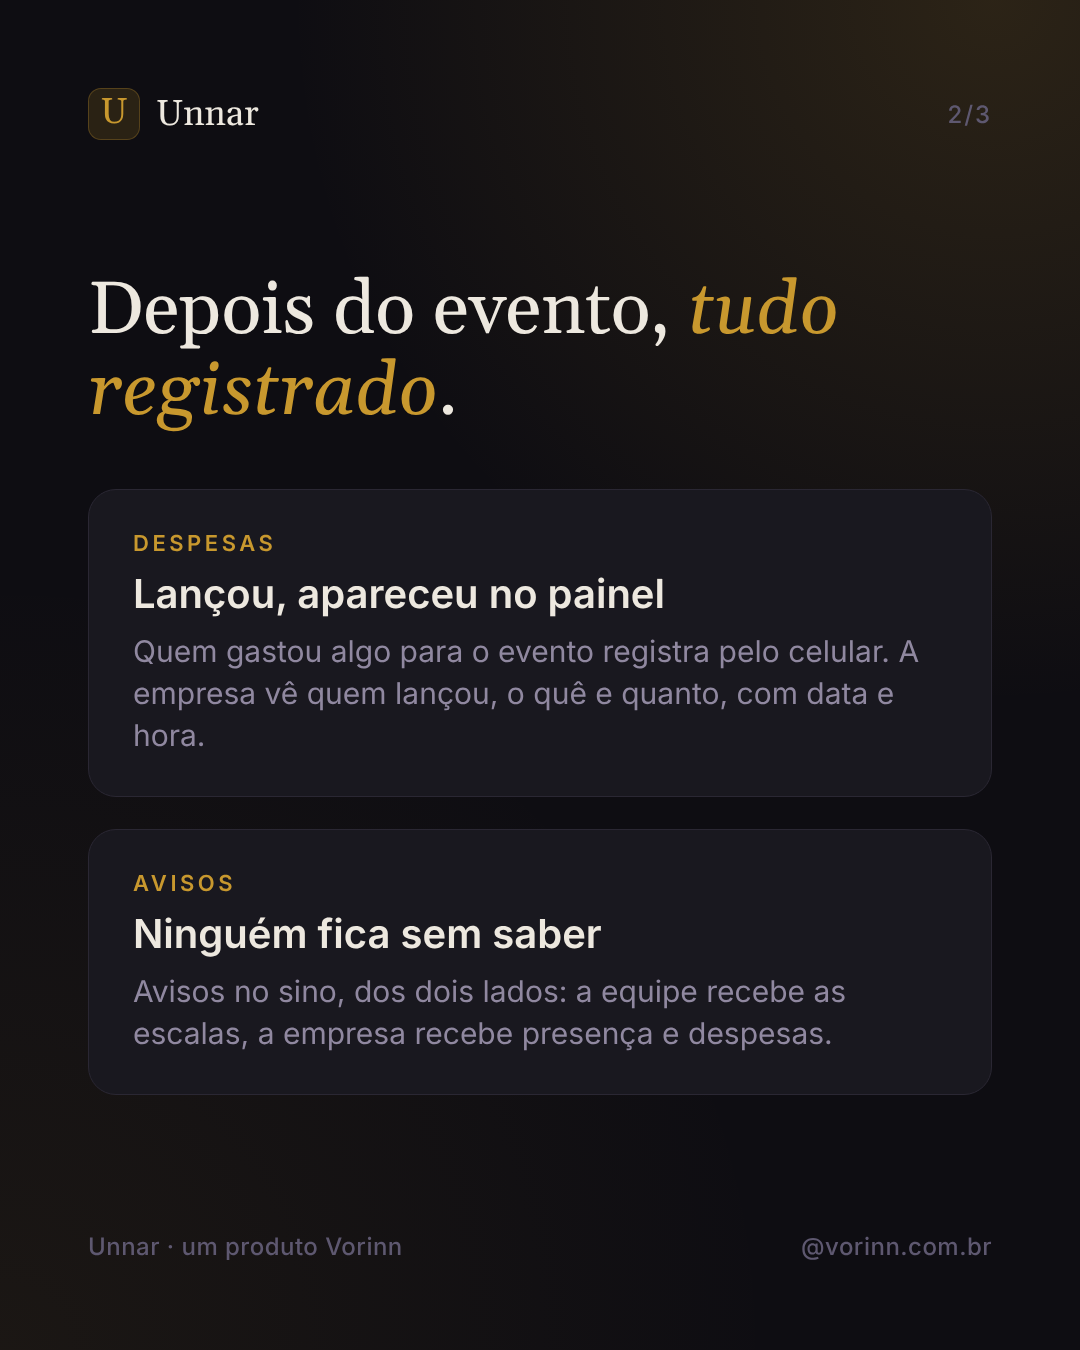 U Unnar
2/3
Depois do evento, tudo
registrado.
DESPESAS
Lançou, apareceu no painel
Quem gastou algo para o evento registra pelo celular. A
empresa vê quem lançou, o quê e quanto, com data e
hora.
AVISOS
Ninguém fica sem saber
Avisos no sino, dos dois lados: a equipe recebe as
escalas, a empresa recebe presença e despesas.
Unnar · um produto Vorinn
@vorinn.com.br